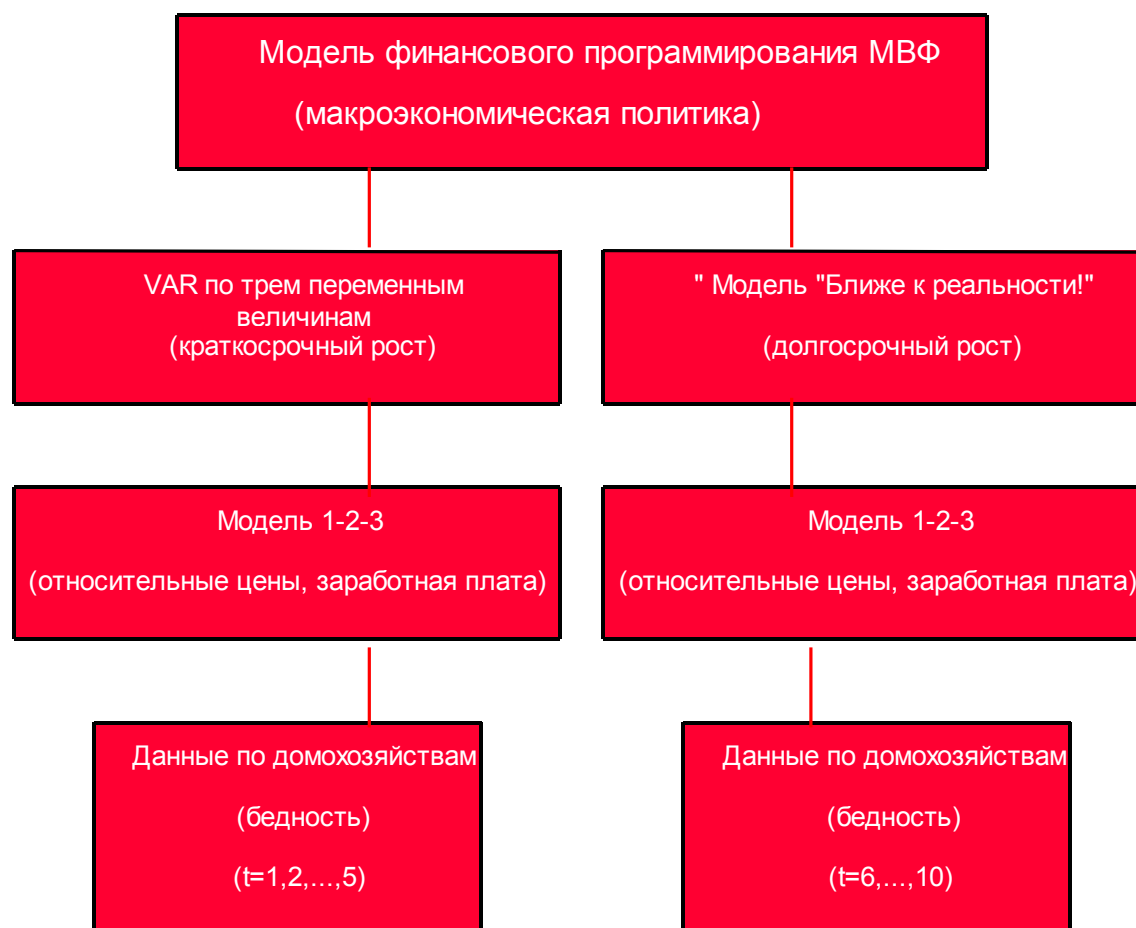 Модель финансового программирования МВФ
(макроэкономическая политика)
VAR по трем переменным
величинам
(краткосрочный рост)
" Модель "Ближе к реальности!"
(долгосрочный рост)
Модель 1-2-3
(относительные цены, заработная плата)
Модель 1-2-3
(относительные цены, заработная плата)
Данные по домохозяйствам
(бедность)
(t=1,2,...,5)
Данные по домохозяйствам
(бедность)
(t=6,...,10)